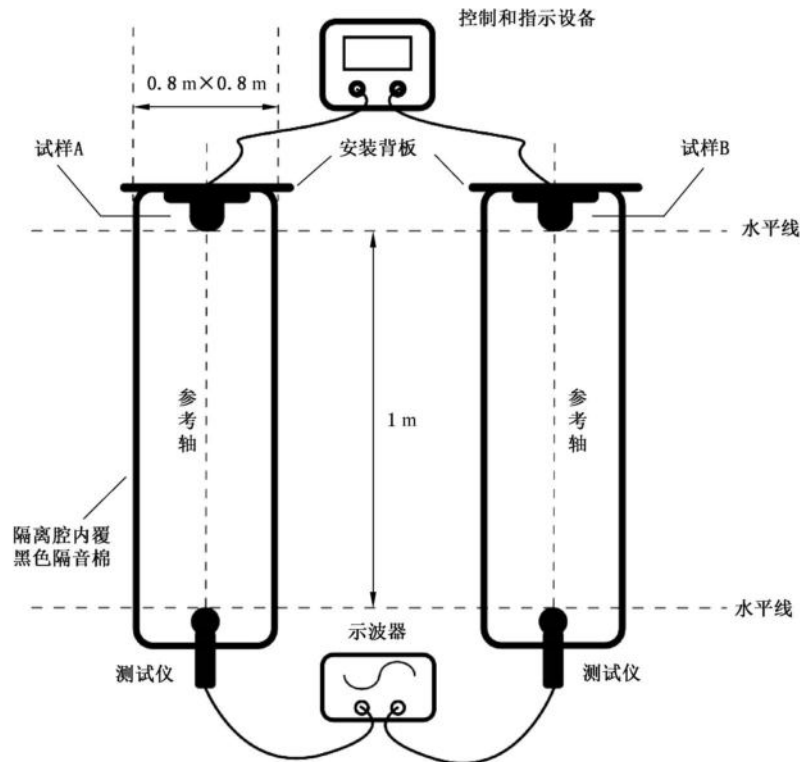 控制和指示设备
0.8 m×0.8 m
试样A
安装背板
试样B
水平线
参考轴
1 m
参考轴
隔离腔内覆
黑色隔音棉
水平线
示波器
测试仪
测试仪